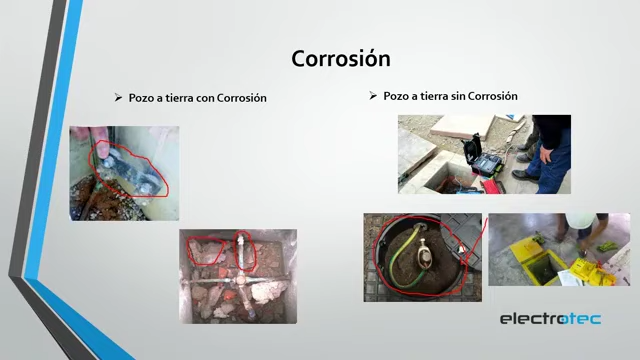 Corrosión
Pozo a tierra con Corrosión
Pozo a tierra sin Corrosión
electrotec